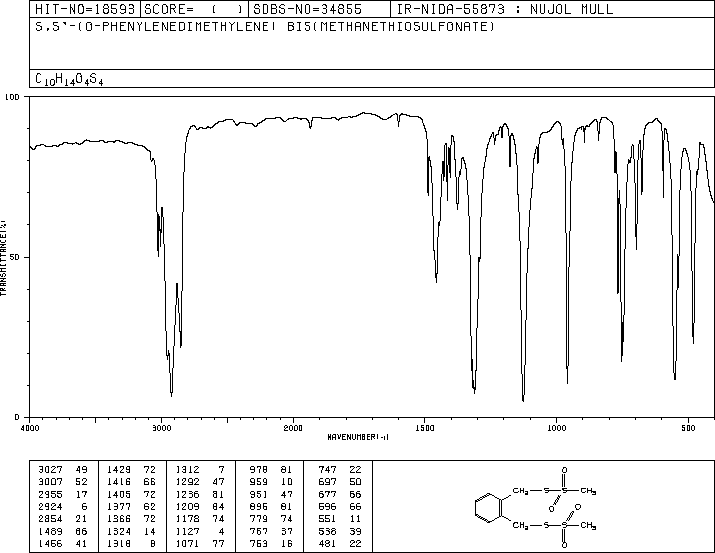 HIT-NO=18593 SCORE= ( ) SDBS-NO=34855 IR-NIDA-55873 : NUJOL MULL
S,S'-(O-PHENYLENEDIMETHYLENE) BIS(METHANETHIOSULFONATE)
C10H14O4S4
100
50
0
TRANSMITTANCE(%)
4000 3000 2000 1500 1000 500
WAVENUMBER(-1)
3027 49 1429 72 1312 7 978 81 747 22
3007 52 1416 66 1292 47 959 10 697 50
2955 17 1405 72 1236 81 951 47 677 66
2924 6 1377 62 1209 84 896 81 596 66
2854 21 1366 72 1178 74 779 74 551 11
1489 66 1324 14 1127 4 767 37 538 39
1456 41 1318 8 1071 77 753 16 481 22
O
CH2 S S CH3
O
O
CH2 S S CH3
O